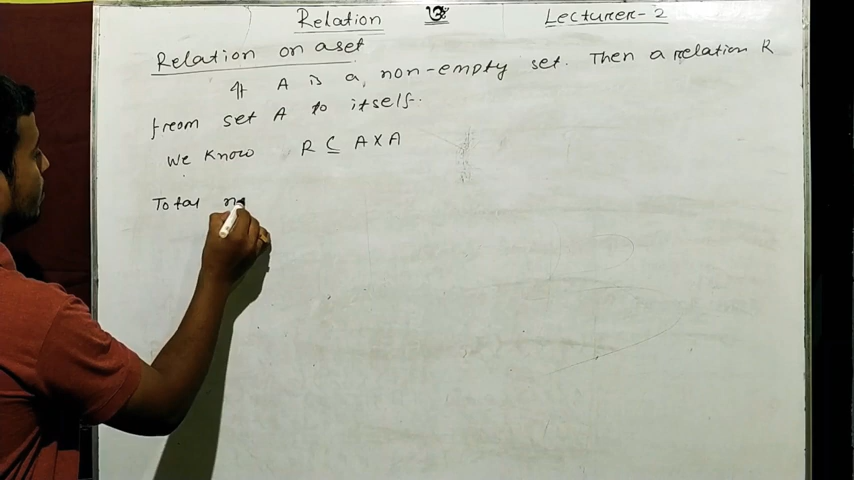 Relation ওঁ Lecturer-2
Relation on a set
If A is a non-empty set. Then a relation R
from set A to itself.
We Know R ⊆ A X A
Total n